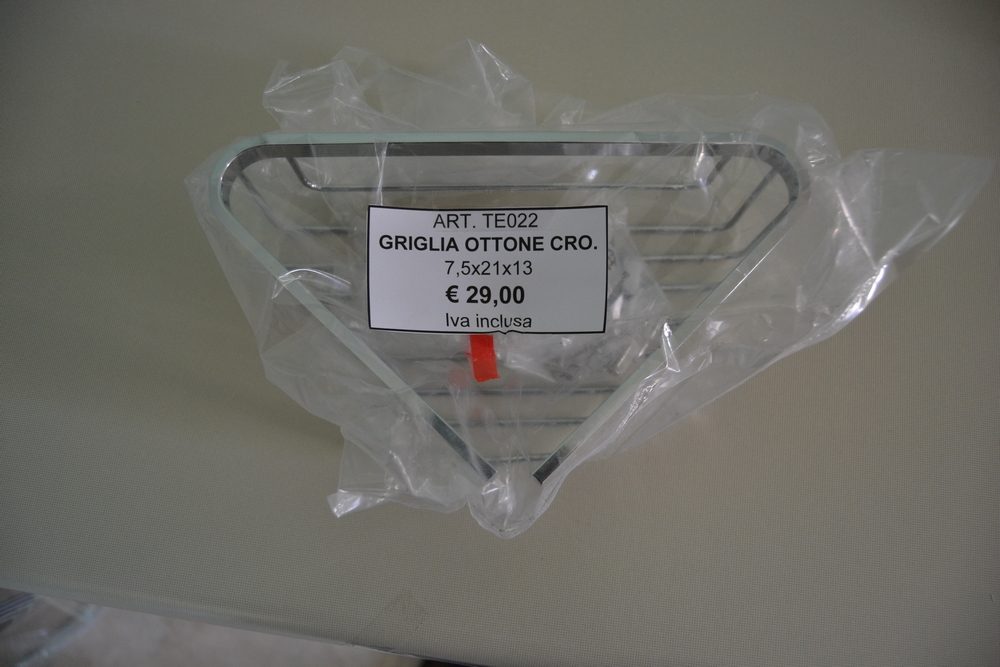 ART. TE022
GRIGLIA OTTONE CRO.
7,5x21x13
€ 29,00
Iva inclusa